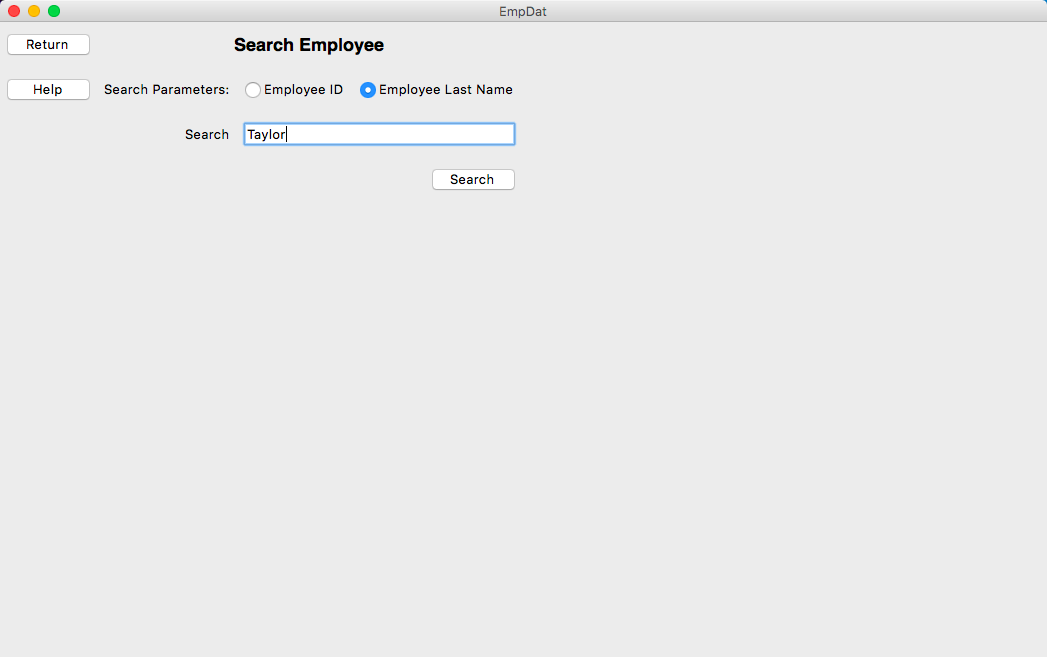 EmpDat
Return Search Employee
Help Search Parameters: Employee ID Employee Last Name
Search Taylor
Search